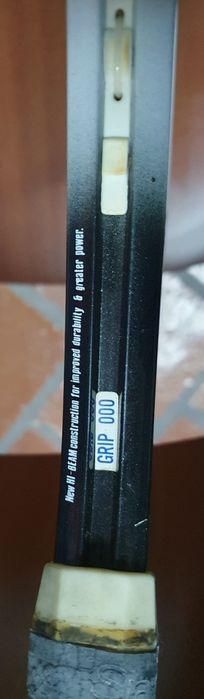 New HI-BEAM construction for improved durability & greater power.
GRIP 000